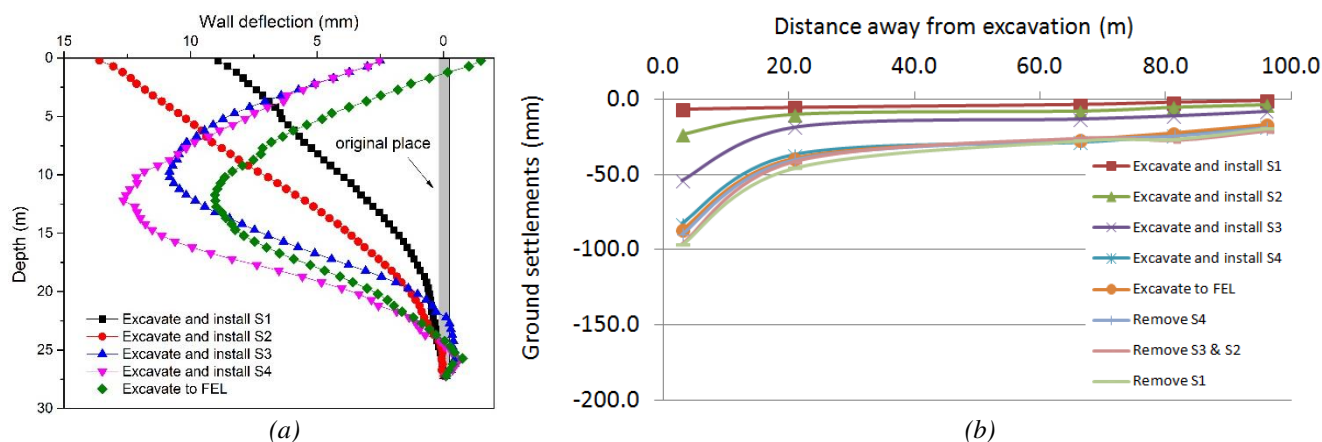 Wall deflection (mm)
15 10 5 0
0
5
10
15
20
25
30
Depth (m)
original place
Excavate and install S1
Excavate and install S2
Excavate and install S3
Excavate and install S4
Excavate to FEL
(a)
Distance away from excavation (m)
0.0 20.0 40.0 60.0 80.0 100.0
0.0
-50.0
-100.0
-150.0
-200.0
Ground settlements (mm)
Excavate and install S1
Excavate and install S2
Excavate and install S3
Excavate and install S4
Excavate to FEL
Remove S4
Remove S3 & S2
Remove S1
(b)